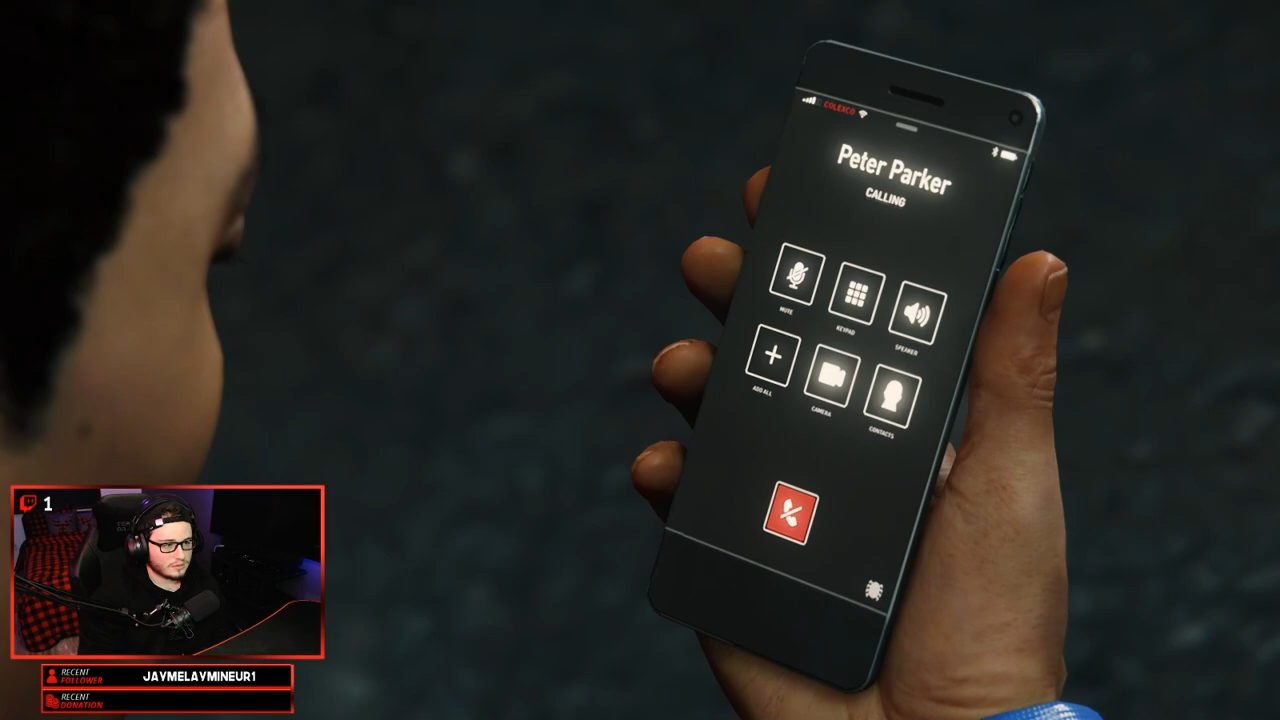 COLEXCO
Peter Parker
CALLING
MUTE
KEYPAD
SPEAKER
ADD ALL
CAMERA
CONTACTS
1
RECENT
FOLLOWER
JAYMELAYMINEUR1
RECENT
DONATION